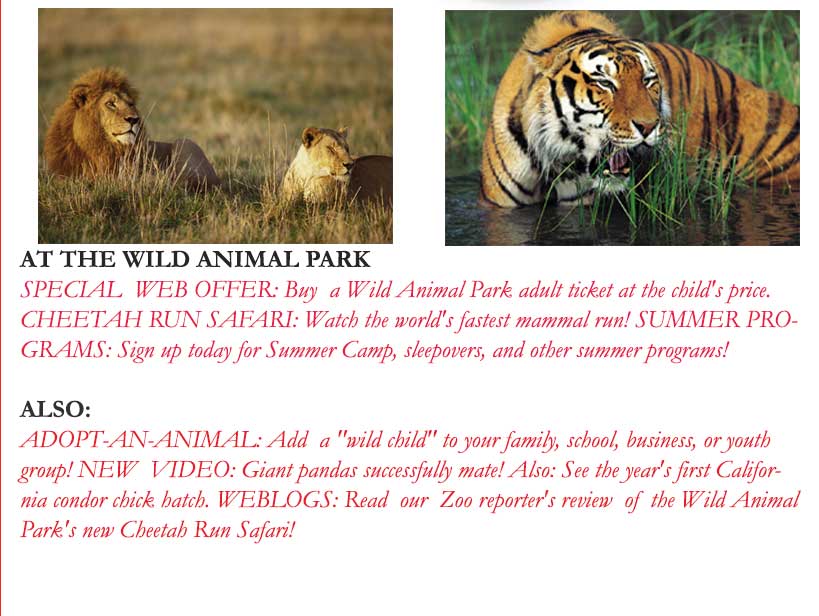 AT THE WILD ANIMAL PARK
SPECIAL WEB OFFER: Buy a Wild Animal Park adult ticket at the child's price.
CHEETAH RUN SAFARI: Watch the world's fastest mammal run! SUMMER PRO-
GRAMS: Sign up today for Summer Camp, sleepovers, and other summer programs!
ALSO:
ADOPT-AN-ANIMAL: Add a "wild child" to your family, school, business, or youth
group! NEW VIDEO: Giant pandas successfully mate! Also: See the year's first Califor-
nia condor chick hatch. WEBLOGS: Read our Zoo reporter's review of the Wild Animal
Park's new Cheetah Run Safari!